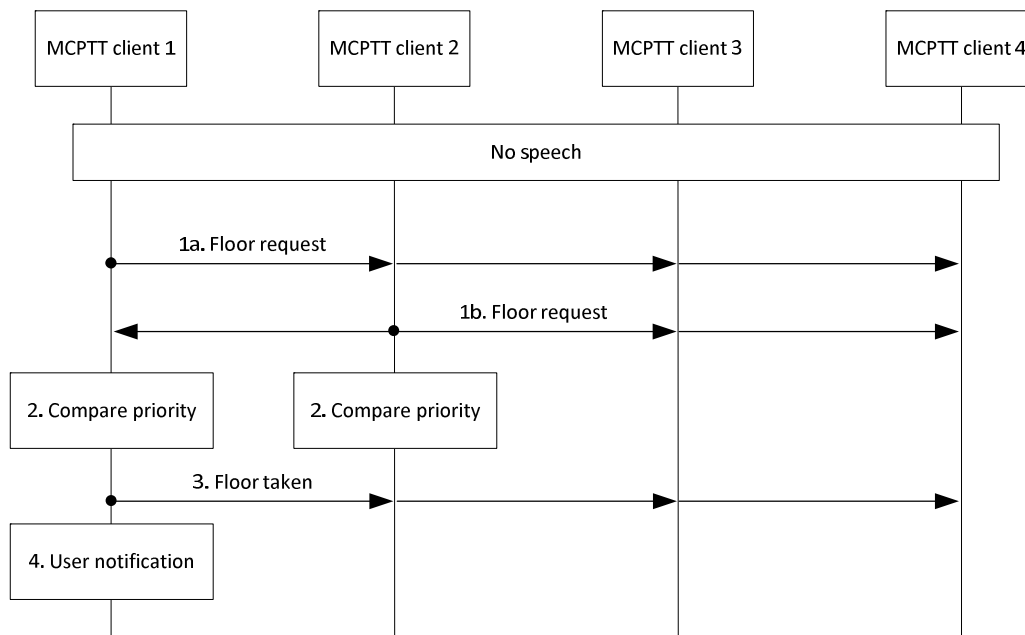 MCPTT client 1
MCPTT client 2
MCPTT client 3
MCPTT client 4
No speech
1a. Floor request
1b. Floor request
2. Compare priority
2. Compare priority
3. Floor taken
4. User notification